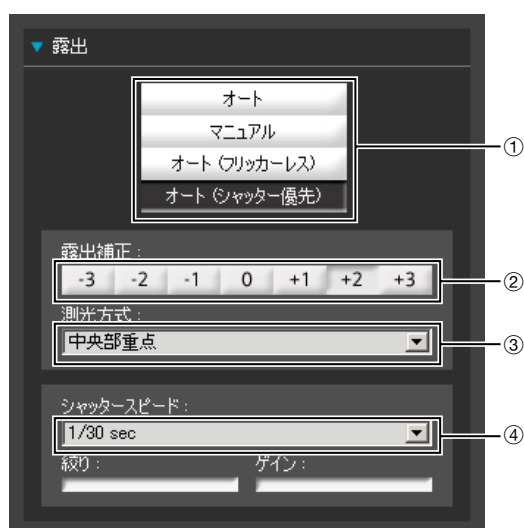 露出
オート
マニュアル
オート（フリッカーレス）
オート（シャッター優先）
①
露出補正：
-3 -2 -1 0 +1 +2 +3
②
測光方式：
中央部重点
③
シャッタースピード：
1/30 sec
④
絞り： ゲイン：